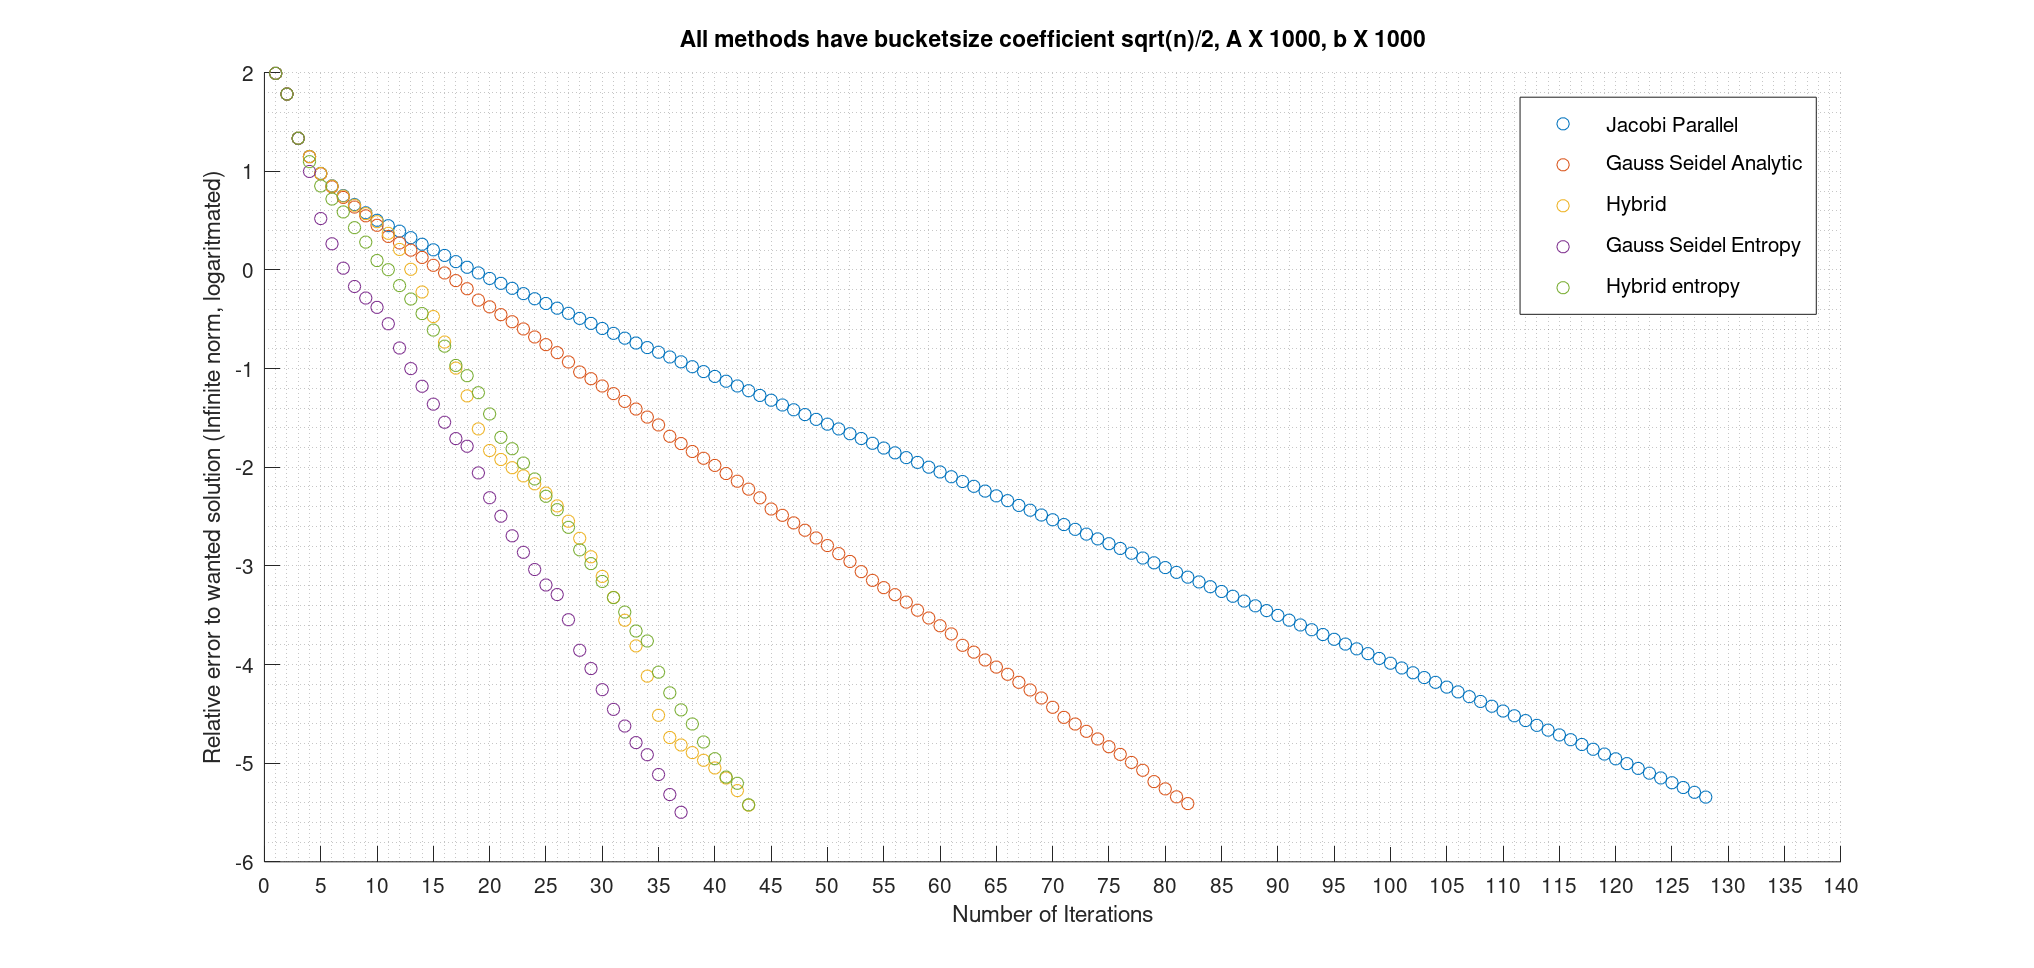 All methods have bucketsize coefficient sqrt(n)/2, A X 1000, b X 1000
Relative error to wanted solution (Infinite norm, logaritmated)
2
1
0
-1
-2
-3
-4
-5
-6
Jacobi Parallel
Gauss Seidel Analytic
Hybrid
Gauss Seidel Entropy
Hybrid entropy
0 5 10 15 20 25 30 35 40 45 50 55 60 65 70 75 80 85 90 95 100 105 110 115 120 125 130 135 140
Number of Iterations